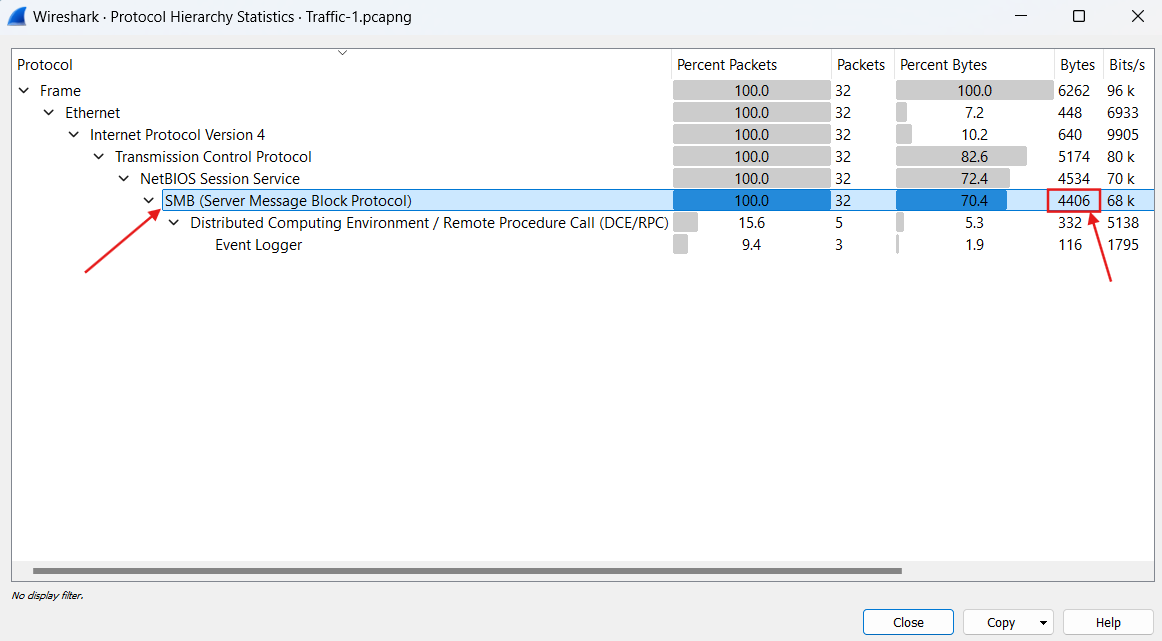 Wireshark · Protocol Hierarchy Statistics · Traffic-1.pcapng
Protocol Percent Packets Packets Percent Bytes Bytes Bits/s
Frame 100.0 32 100.0 6262 96 k
Ethernet 100.0 32 7.2 448 6933
Internet Protocol Version 4 100.0 32 10.2 640 9905
Transmission Control Protocol 100.0 32 82.6 5174 80 k
NetBIOS Session Service 100.0 32 72.4 4534 70 k
SMB (Server Message Block Protocol) 100.0 32 70.4 4406 68 k
Distributed Computing Environment / Remote Procedure Call (DCE/RPC) 15.6 5 5.3 332 5138
Event Logger 9.4 3 1.9 116 1795
No display filter.
Close Copy Help